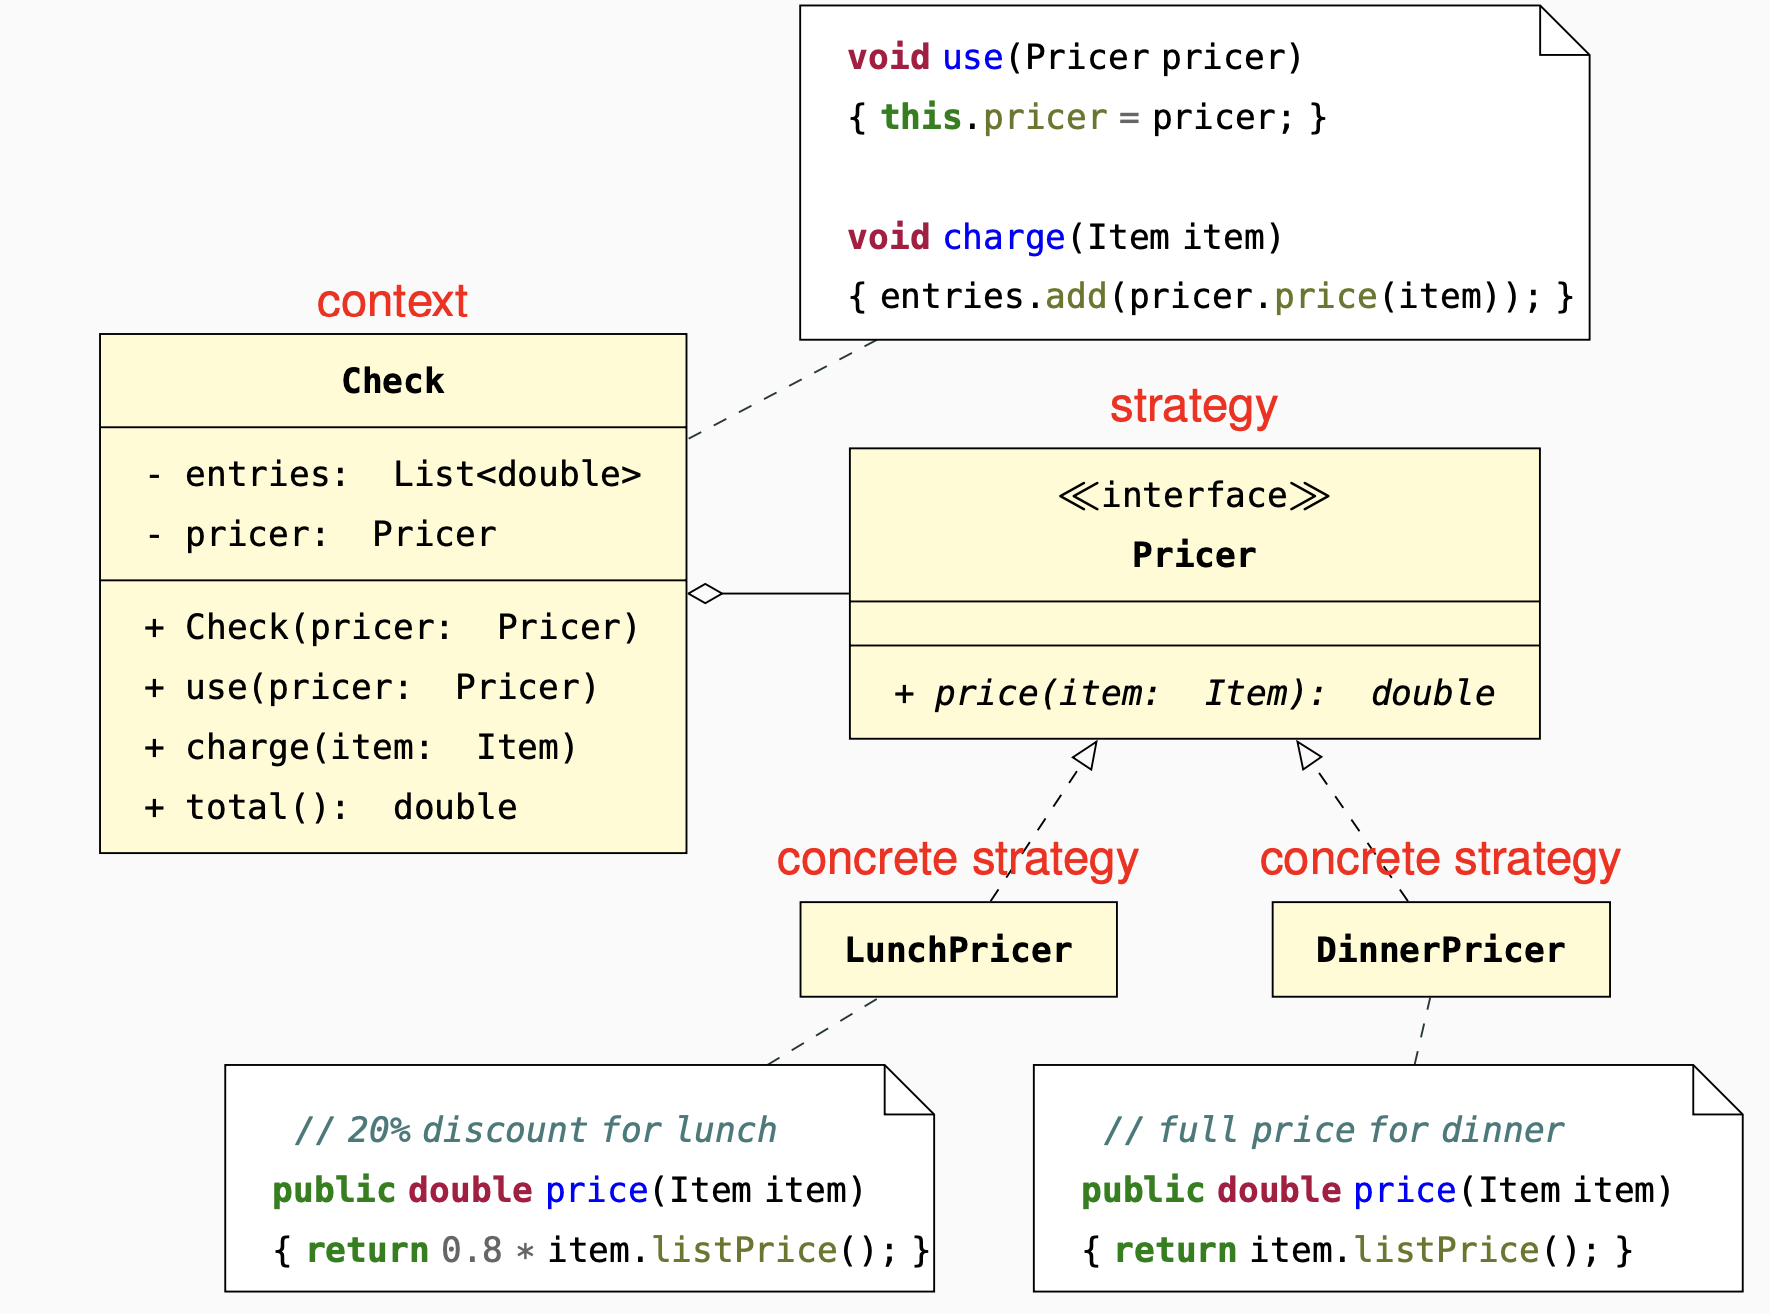 void use(Pricer pricer)
{ this.pricer = pricer; }
void charge(Item item)
{ entries.add(pricer.price(item)); }
context
Check
- entries: List<double>
- pricer: Pricer
+ Check(pricer: Pricer)
+ use(pricer: Pricer)
+ charge(item: Item)
+ total(): double
strategy
≪interface≫
Pricer
+ price(item: Item): double
concrete strategy
LunchPricer
concrete strategy
DinnerPricer
// 20% discount for lunch
public double price(Item item)
{ return 0.8 * item.listPrice(); }
// full price for dinner
public double price(Item item)
{ return item.listPrice(); }